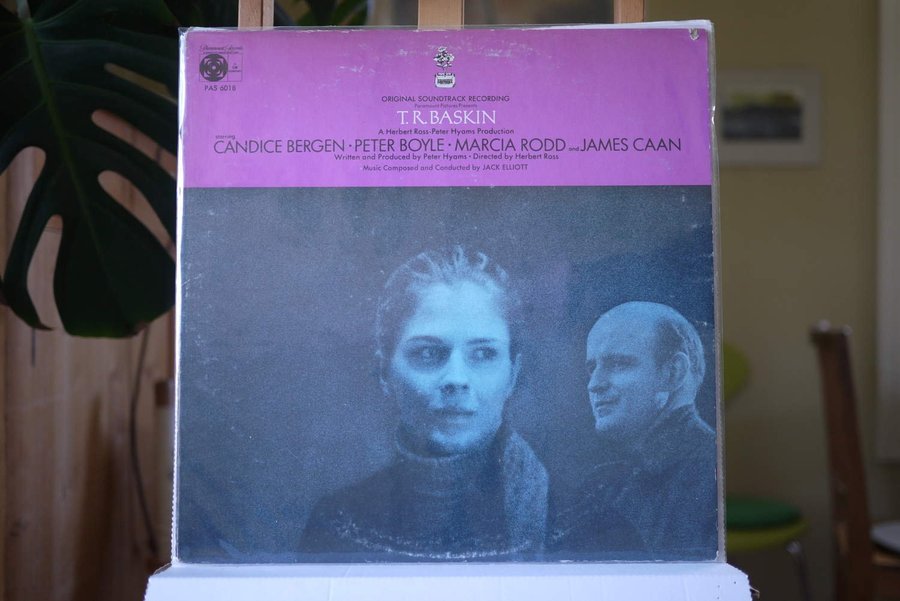 Paramount Records
PAS 6018
ORIGINAL SOUNDTRACK RECORDING
Paramount Pictures Presents
T.R. BASKIN
A Herbert Ross-Peter Hyams Production
starring
CANDICE BERGEN · PETER BOYLE · MARCIA RODD and JAMES CAAN
Written and Produced by Peter Hyams · Directed by Herbert Ross
Music Composed and Conducted by JACK ELLIOTT